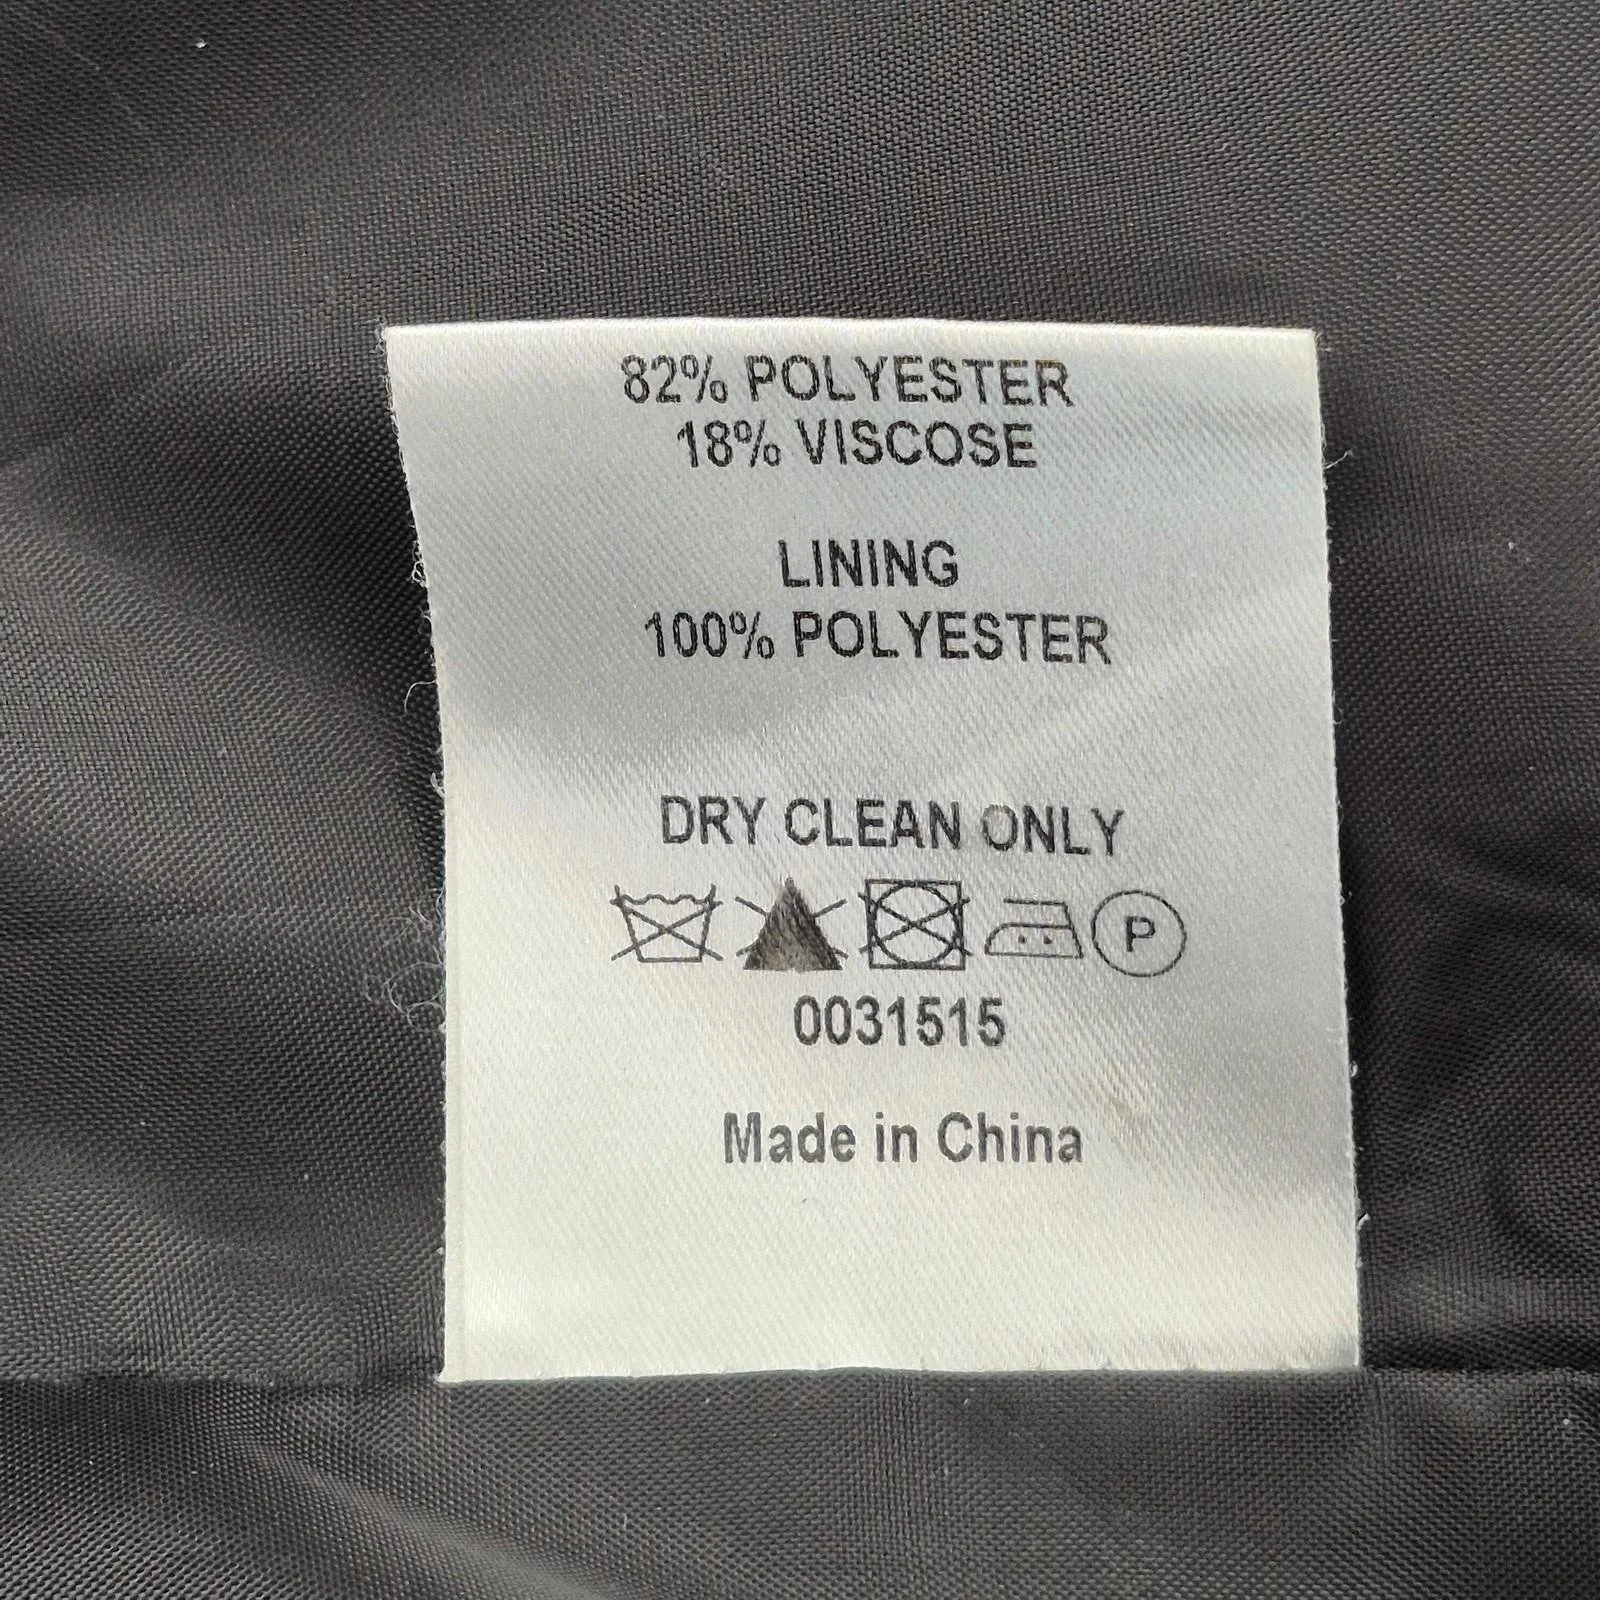 82% POLYESTER
18% VISCOSE
LINING
100% POLYESTER
DRY CLEAN ONLY
P
0031515
Made in China